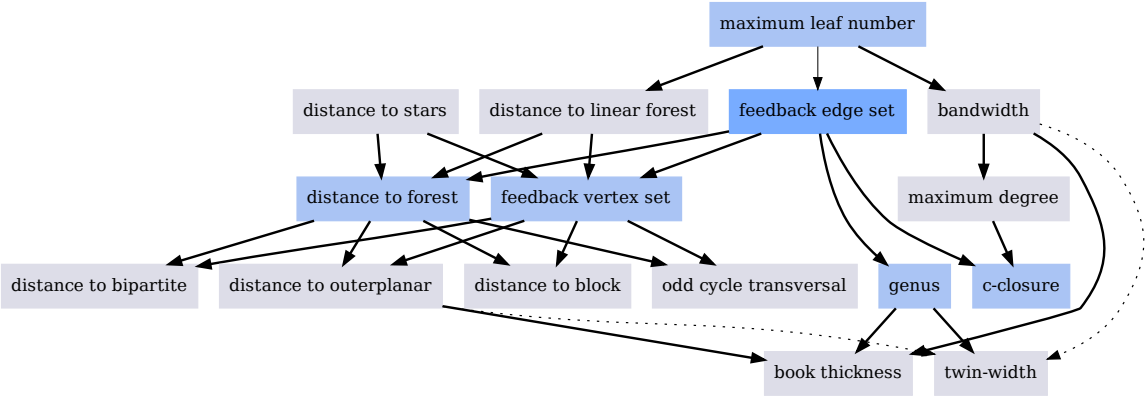 maximum leaf number
distance to stars
distance to linear forest
feedback edge set
bandwidth
distance to forest
feedback vertex set
maximum degree
distance to bipartite
distance to outerplanar
distance to block
odd cycle transversal
genus
c-closure
book thickness
twin-width